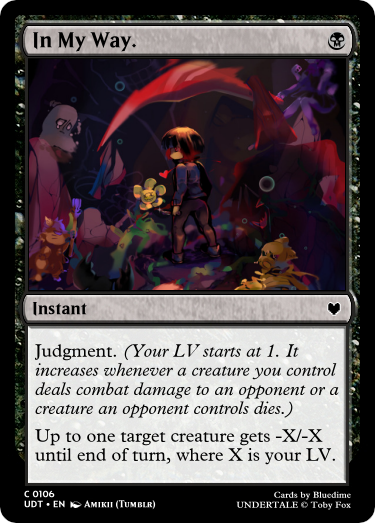 In My Way.
Instant
Judgment. (Your LV starts at 1. It
increases whenever a creature you control
deals combat damage to an opponent or a
creature an opponent controls dies.)
Up to one target creature gets -X/-X
until end of turn, where X is your LV.
C 0106
Cards by Bluedime
UDT • EN Amikii (Tumblr)
UNDERTALE © Toby Fox